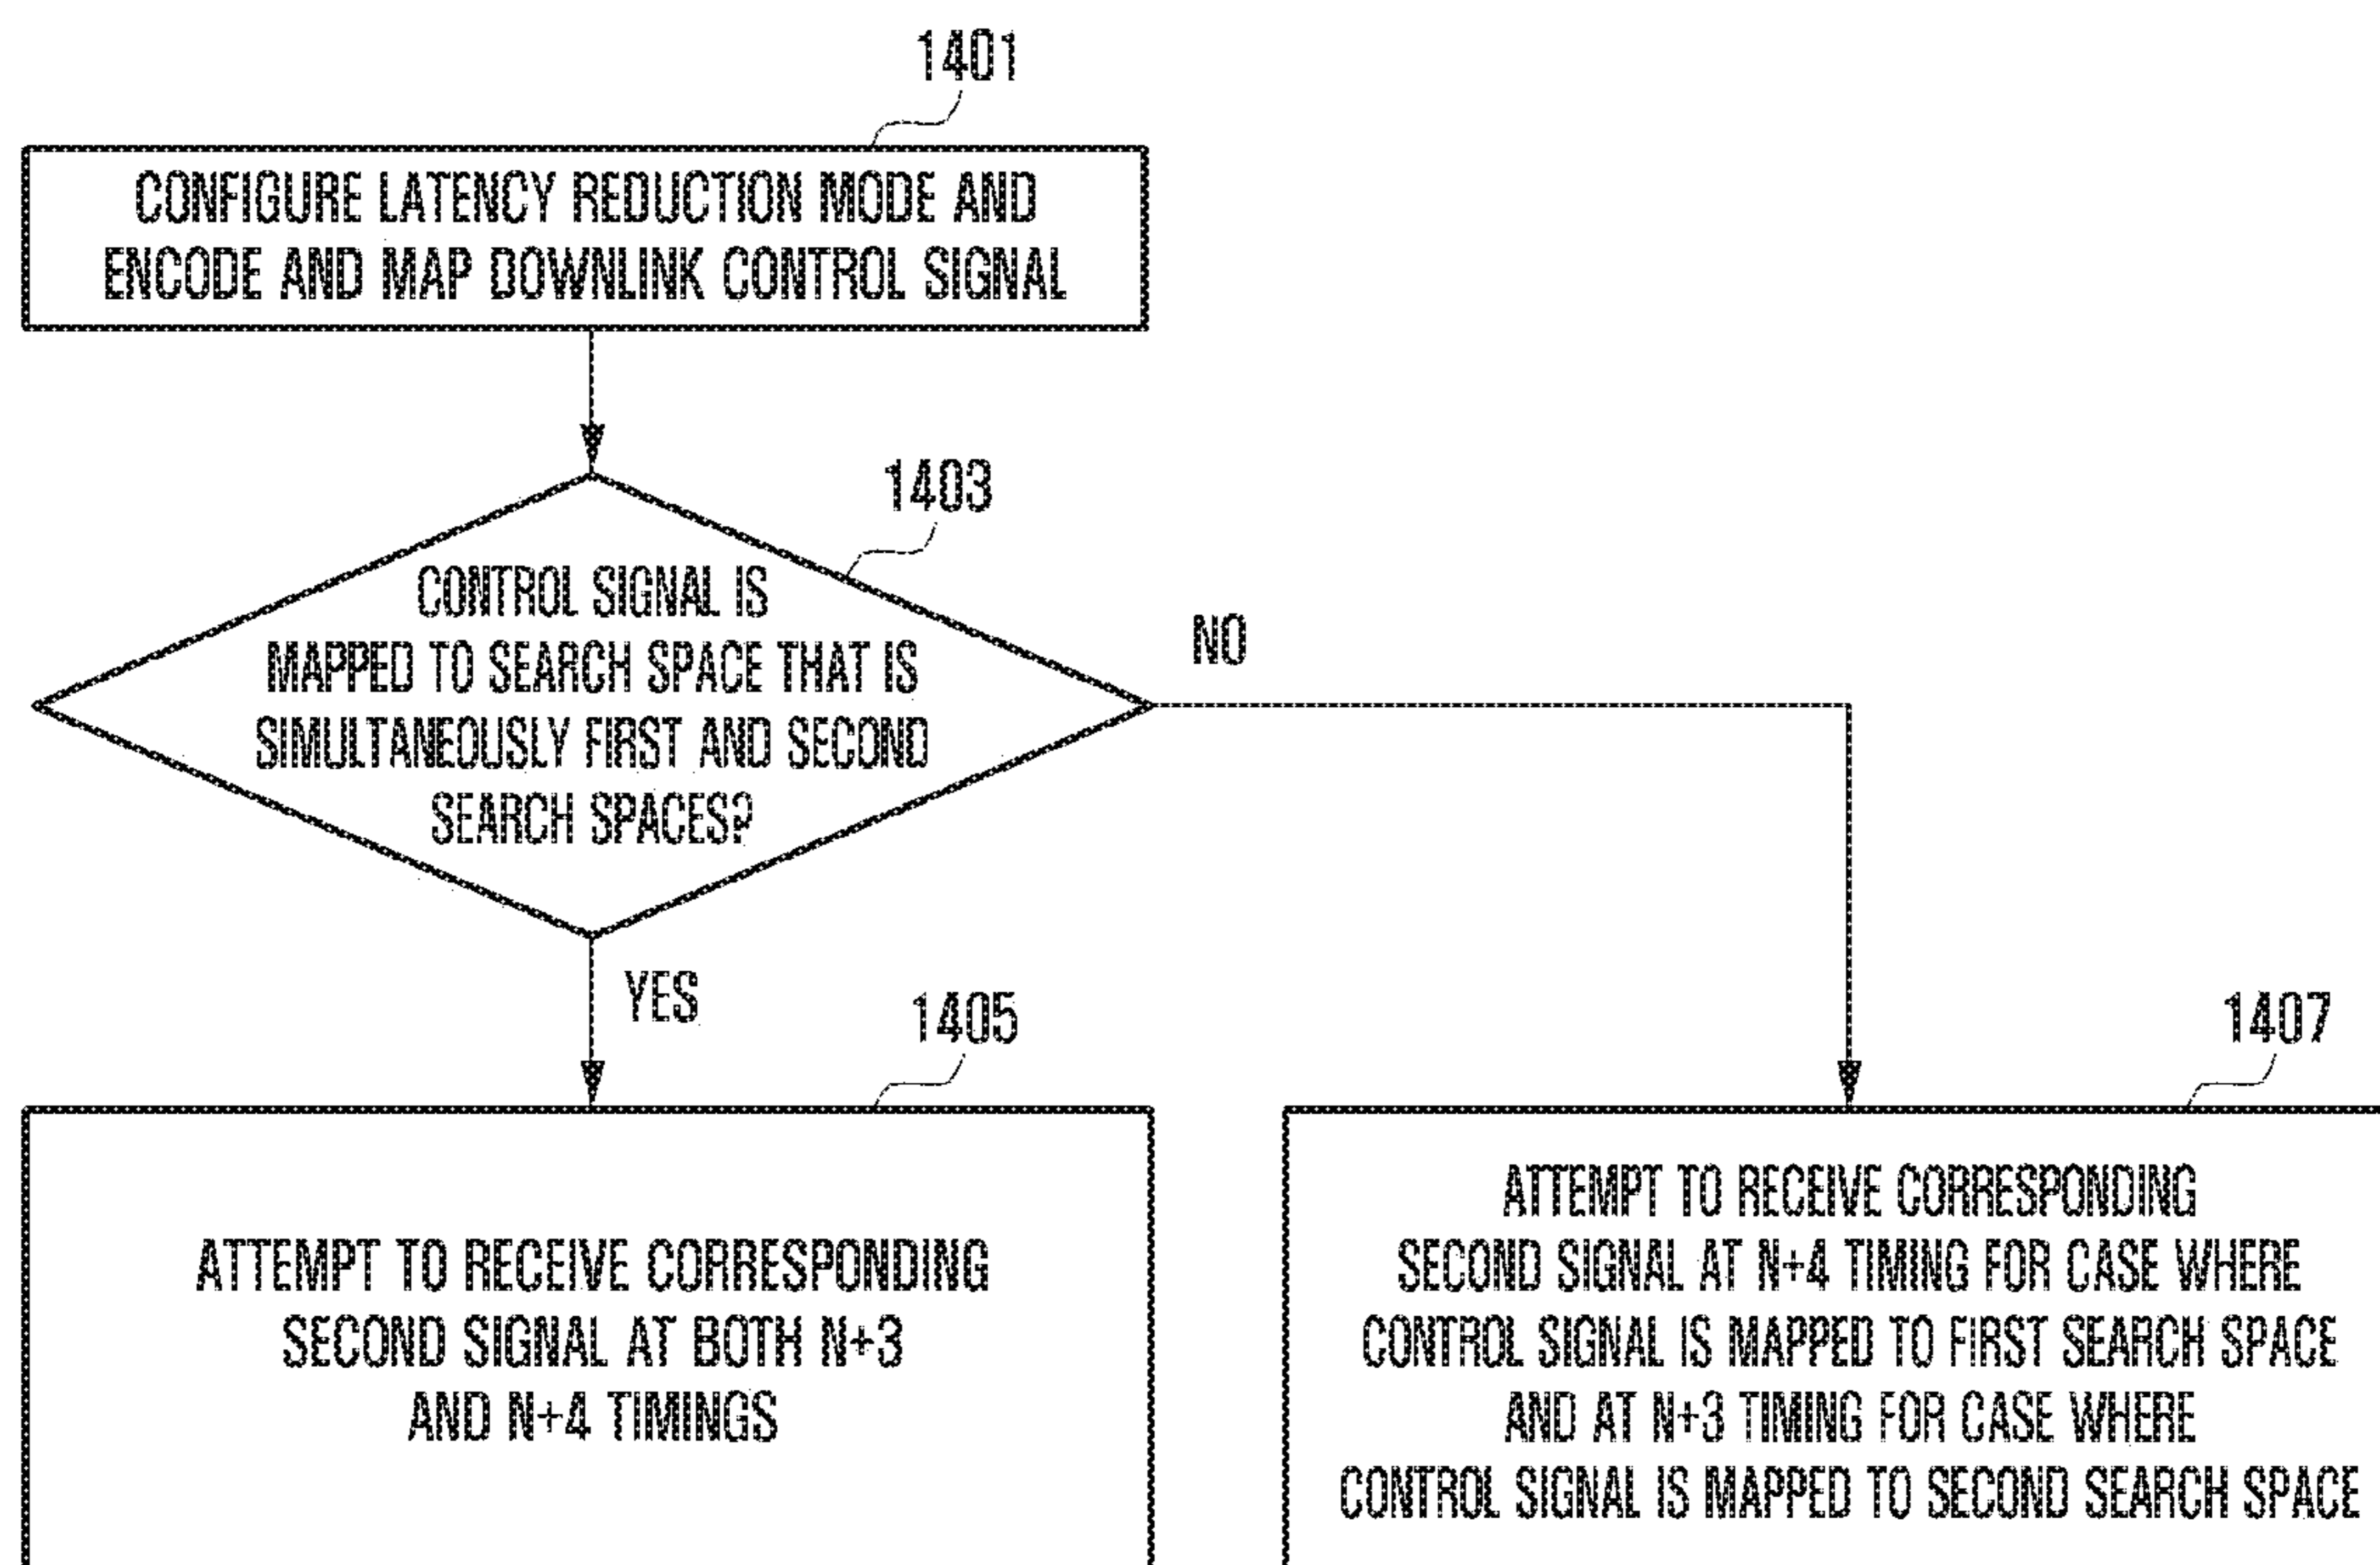 1401
CONFIGURE LATENCY REDUCTION MODE AND
ENCODE AND MAP DOWNLINK CONTROL SIGNAL
1403
CONTROL SIGNAL IS
MAPPED TO SEARCH SPACE THAT IS
SIMULTANEOUSLY FIRST AND SECOND
SEARCH SPACES?
NO
YES
1405
ATTEMPT TO RECEIVE CORRESPONDING
SECOND SIGNAL AT BOTH N+3
AND N+4 TIMINGS
1407
ATTEMPT TO RECEIVE CORRESPONDING
SECOND SIGNAL AT N+4 TIMING FOR CASE WHERE
CONTROL SIGNAL IS MAPPED TO FIRST SEARCH SPACE
AND AT N+3 TIMING FOR CASE WHERE
CONTROL SIGNAL IS MAPPED TO SECOND SEARCH SPACE